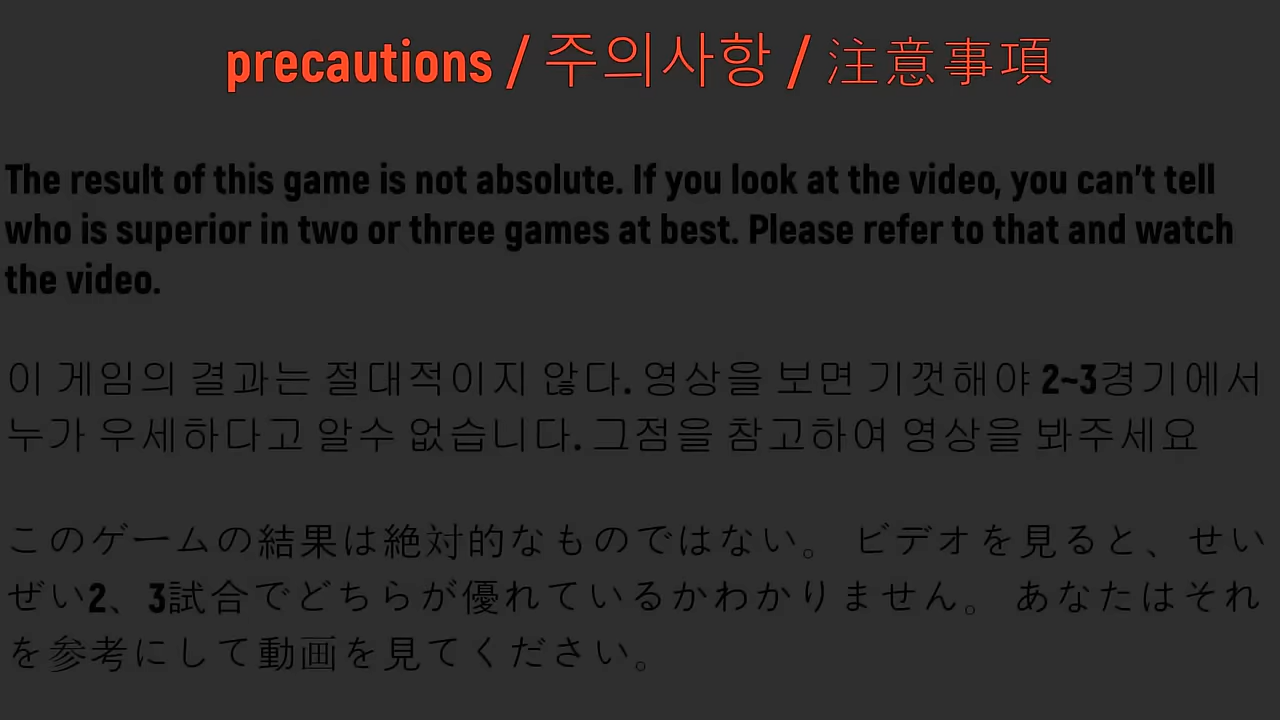 precautions / 주의사항 / 注意事項
The result of this game is not absolute. If you look at the video, you can't tell
who is superior in two or three games at best. Please refer to that and watch
the video.
이 게임의 결과는 절대적이지 않다. 영상을 보면 기껏해야 2~3경기에서
누가 우세하다고 알수 없습니다. 그점을 참고하여 영상을 봐주세요
このゲームの結果は絶対的なものではない。 ビデオを見ると、せい
ぜい2、3試合でどちらが優れているかわかりません。 あなたはそれ
を参考にして動画を見てください。